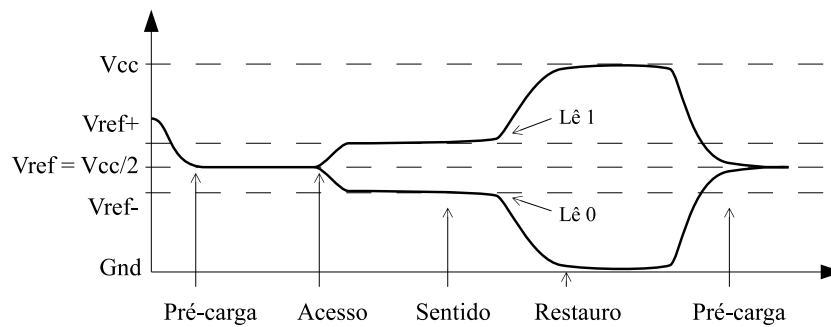 Vcc
Vref+
Lê 1
Vref = Vcc/2
Vref-
Lê 0
Gnd
Pré-carga Acesso Sentido Restauro Pré-carga